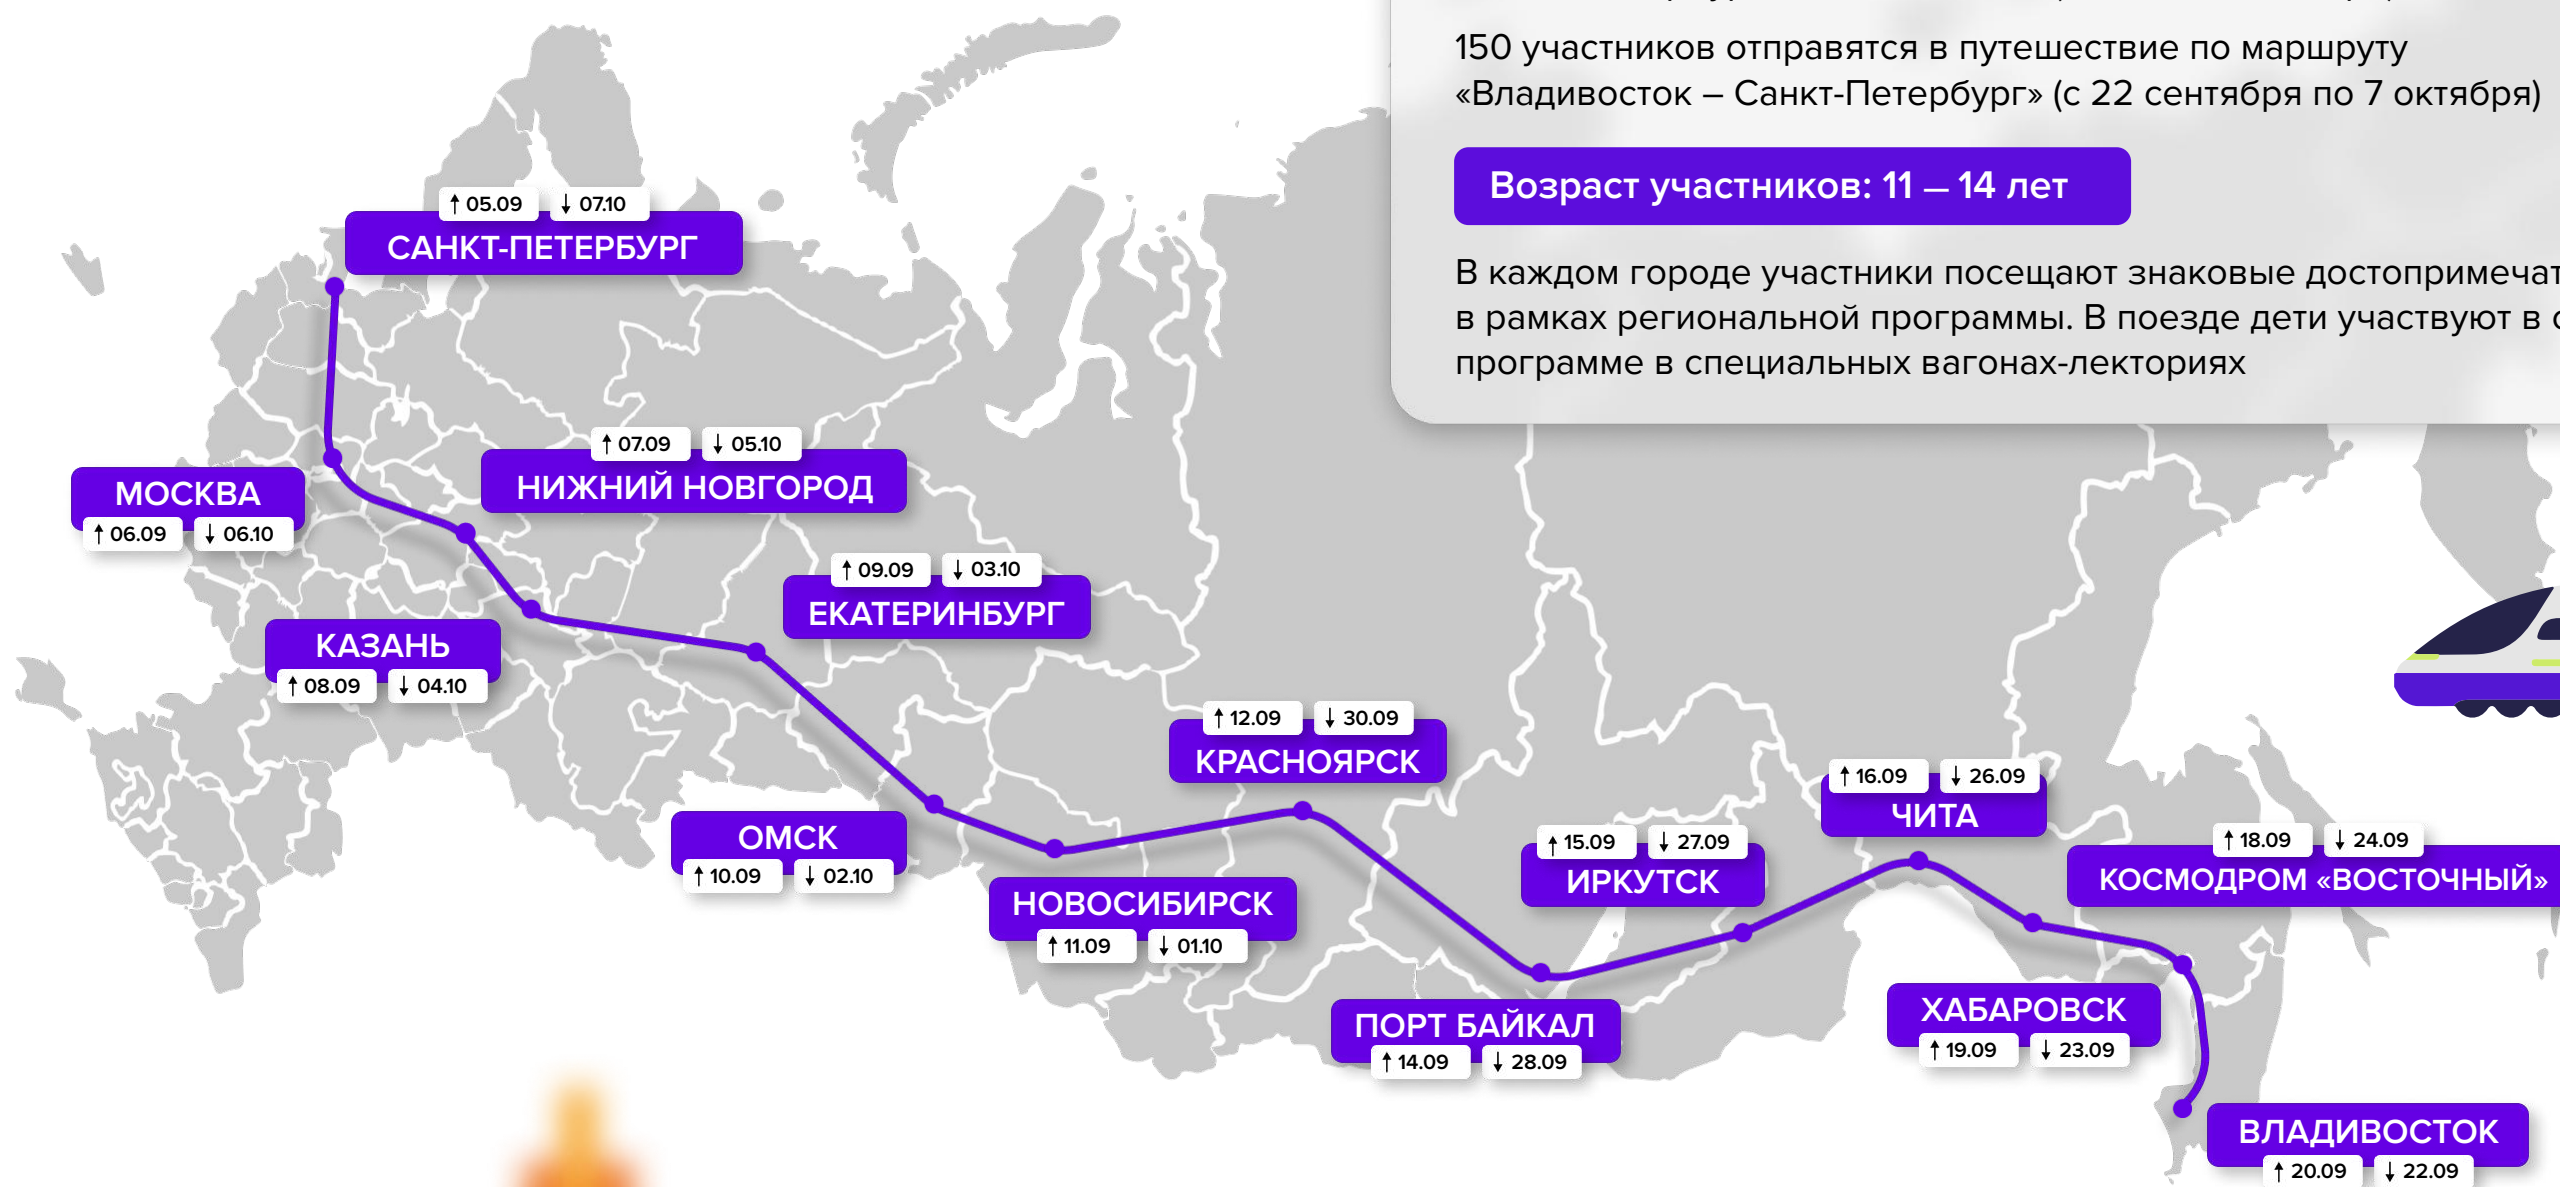 150 участников отправятся в путешествие по маршруту
«Владивосток – Санкт-Петербург» (с 22 сентября по 7 октября)
Возраст участников: 11 — 14 лет
В каждом городе участники посещают знаковые
в рамках региональной программы. В поезде дети участвуют в
программе в специальных вагонах-лекториях
↑ 05.09 ↓ 07.10
САНКТ-ПЕТЕРБУРГ
МОСКВА
↑ 06.09 ↓ 06.10
↑ 07.09 ↓ 05.10
НИЖНИЙ НОВГОРОД
КАЗАНЬ
↑ 08.09 ↓ 04.10
↑ 09.09 ↓ 03.10
ЕКАТЕРИНБУРГ
ОМСК
↑ 10.09 ↓ 02.10
НОВОСИБИРСК
↑ 11.09 ↓ 01.10
↑ 12.09 ↓ 30.09
КРАСНОЯРСК
ПОРТ БАЙКАЛ
↑ 14.09 ↓ 28.09
↑ 15.09 ↓ 27.09
ИРКУТСК
↑ 16.09 ↓ 26.09
ЧИТА
↑ 18.09 ↓ 24.09
КОСМОДРОМ «ВОСТОЧНЫЙ»
ХАБАРОВСК
↑ 19.09 ↓ 23.09
ВЛАДИВОСТОК
↑ 20.09 ↓ 22.09